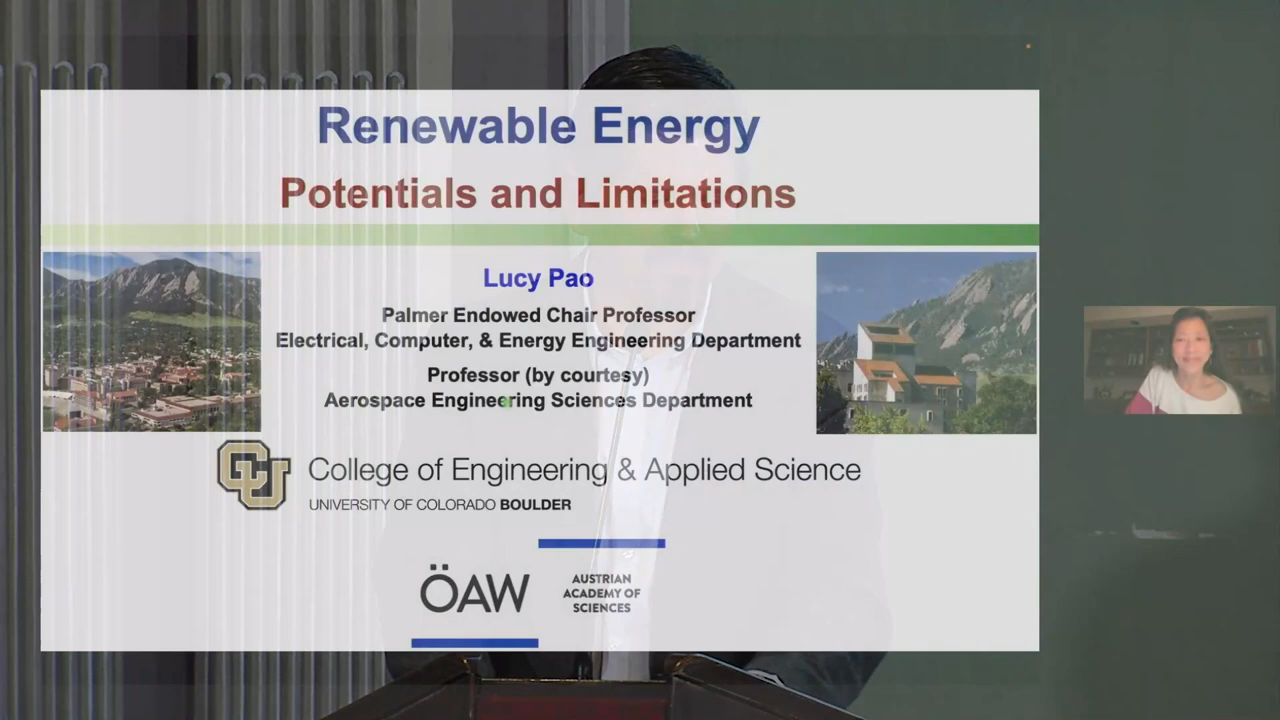 Renewable Energy
Potentials and Limitations
Lucy Pao
Palmer Endowed Chair Professor
Electrical, Computer, & Energy Engineering Department
Professor (by courtesy)
Aerospace Engineering Sciences Department
CU
College of Engineering & Applied Science
UNIVERSITY OF COLORADO BOULDER
ÖAW
AUSTRIAN
ACADEMY OF
SCIENCES